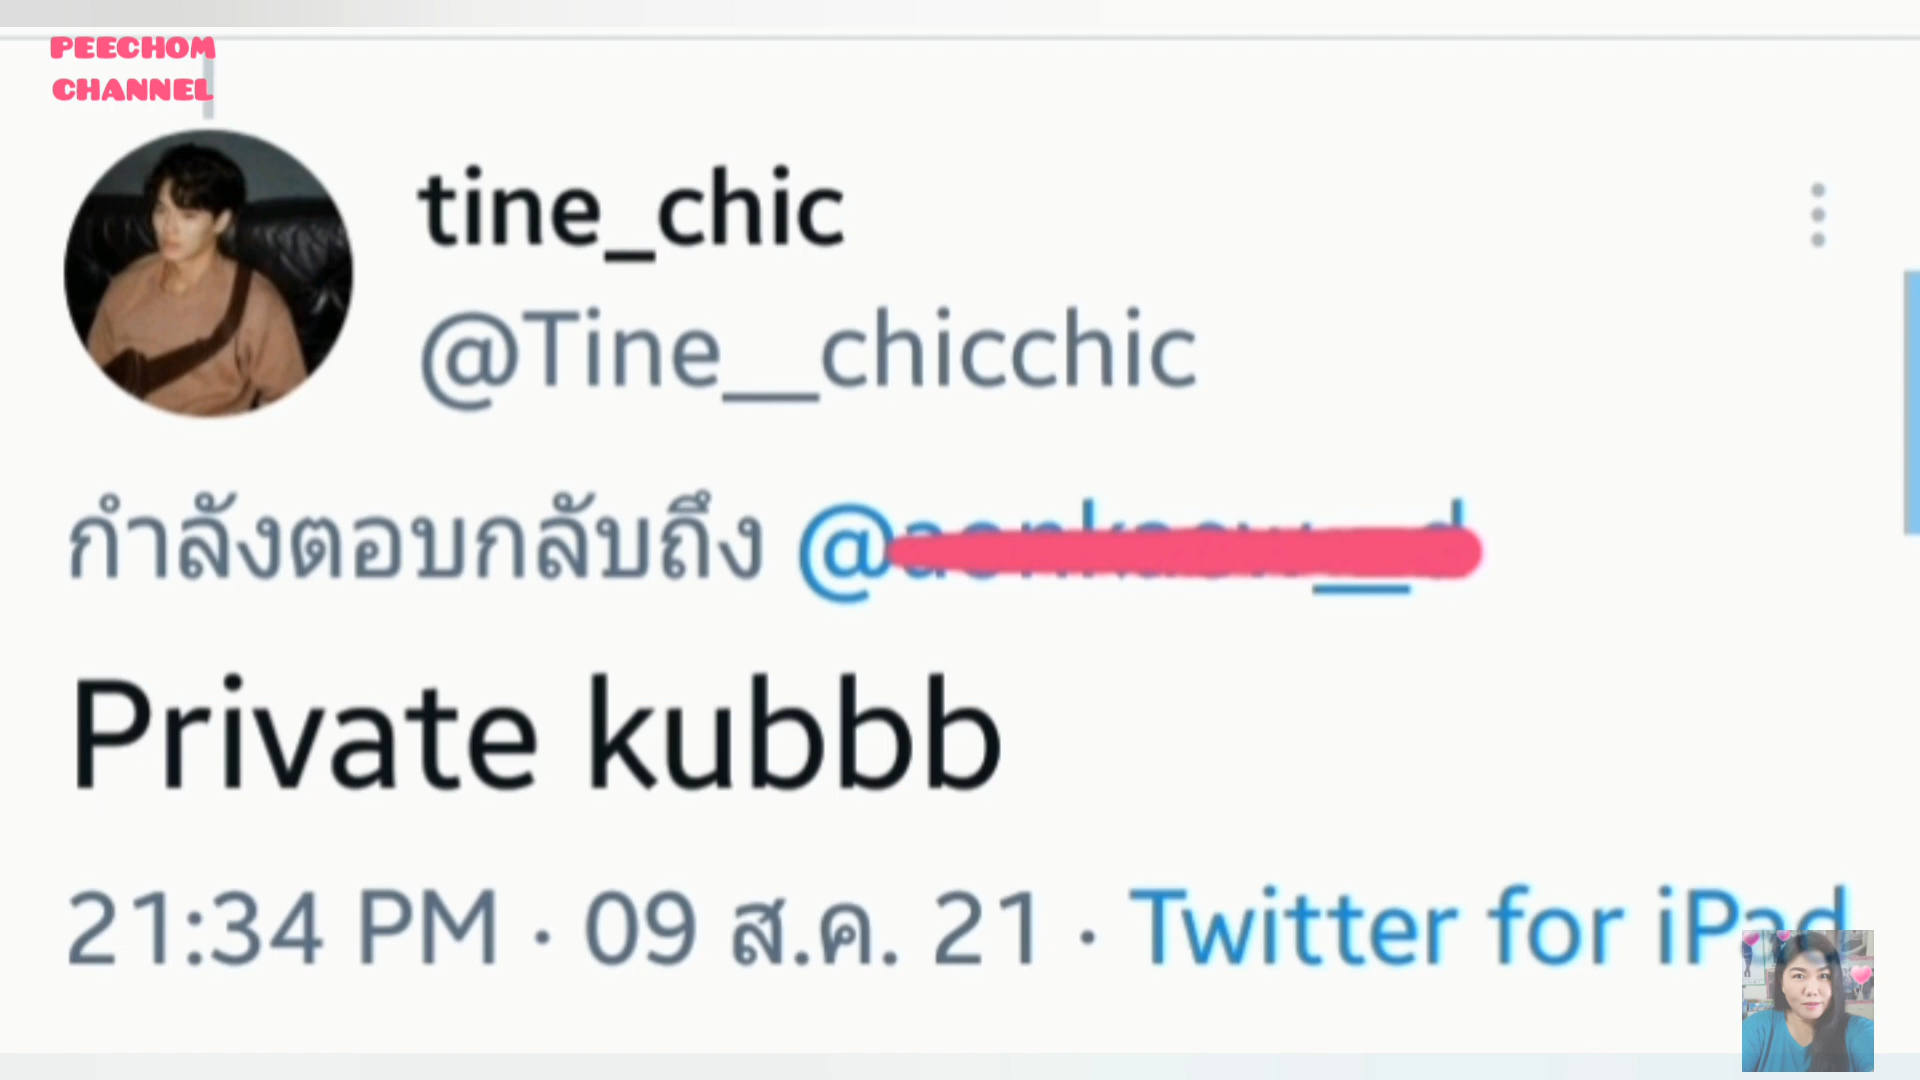 PEECHOM
CHANNEL
tine_chic
@Tine__chicchic
กำลังตอบกลับถึง
Private kubbb
21:34 PM · 09 ส.ค. 21 · Twitter for iPad